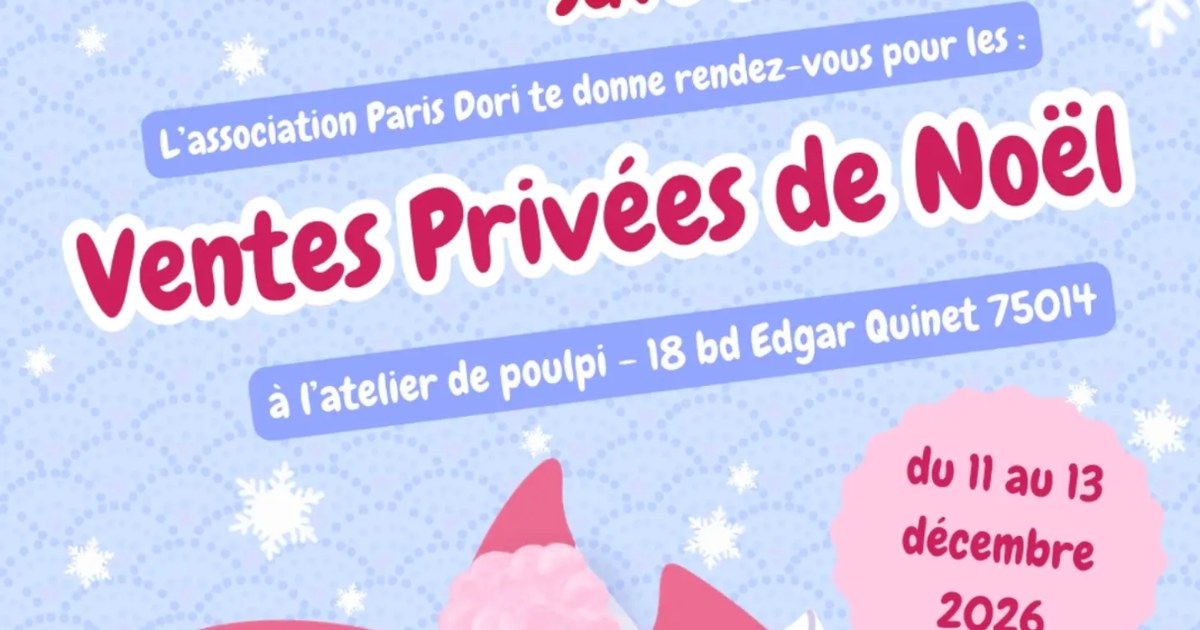 L'association Paris Dori te donne rendez-vous pour les :
Ventes Privées de Noël
à l'atelier de poulpi - 18 bd Edgar Quinet 75014
du 11 au 13
décembre
2026